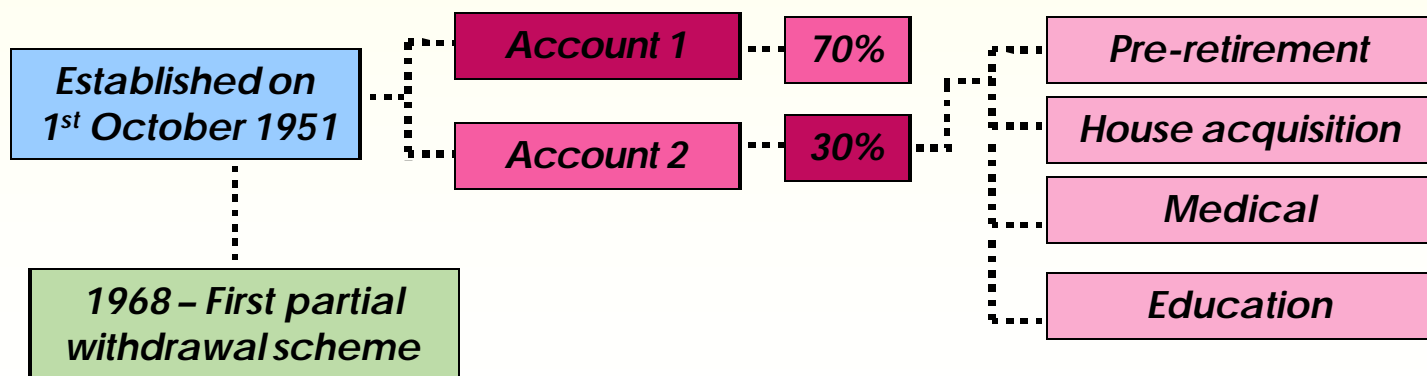 Established on
1st October 1951
1968 – First partial
withdrawal scheme
Account 1
70%
Account 2
30%
Pre-retirement
House acquisition
Medical
Education